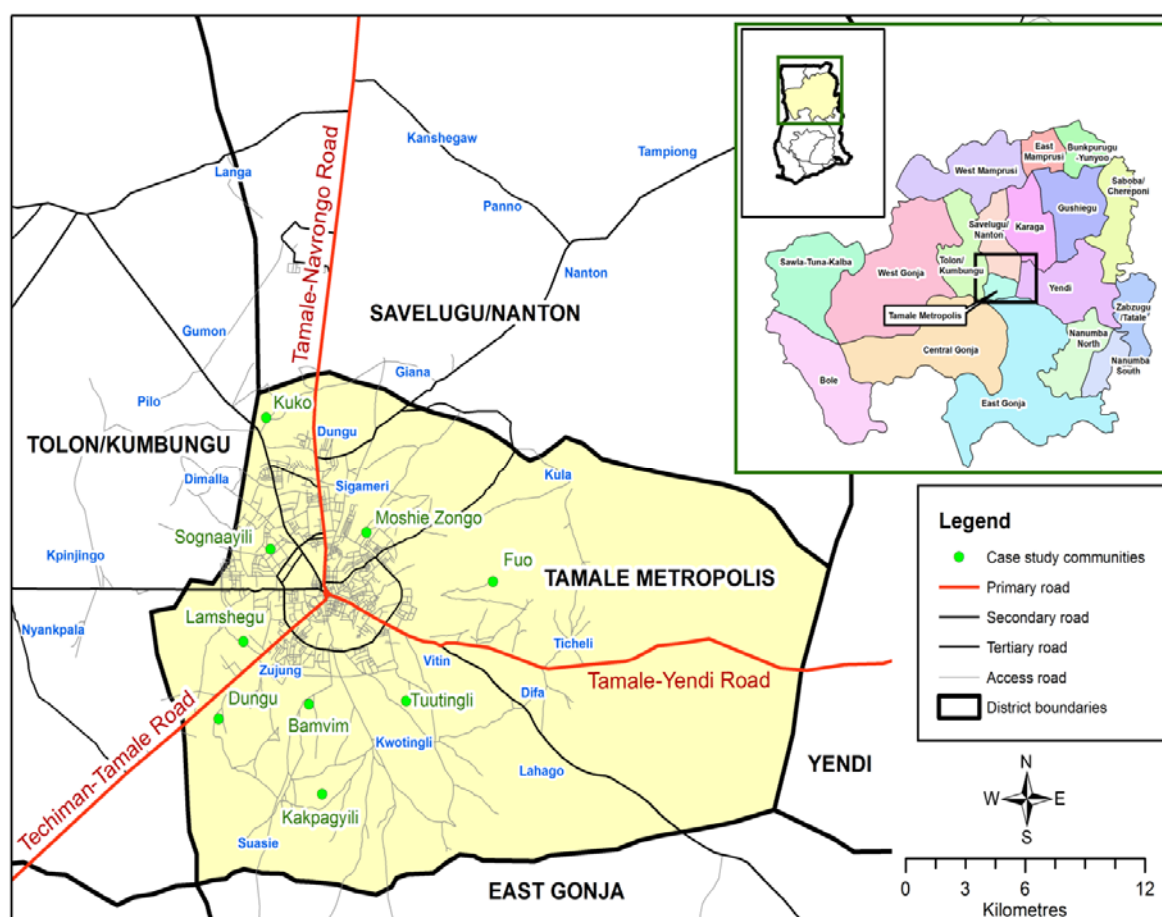 Kanshegaw
Tampiong
Langa
Panno
Tamale-Navrongo Road
Nanton
SAVELUGU/NANTON
Gumon
Giana
Pilo
Kuko
Dungu
TOLON/KUMBUNGU
Dimalla
Sigameri
Kula
Moshie Zongo
Sognaayili
Kpinjingo
Fuo
TAMALE METROPOLIS
Lamshegu
Nyankpala
Ticheli
Vitin
Zujung
Tamale-Yendi Road
Dungu
Tuutingli
Difa
Bamvim
Techiman-Tamale Road
Kwotingli
YENDI
Lahago
Kakpagyili
Suasie
EAST GONJA
East
Mamprusi
Bunkpurugu
-Yunyoo
West Mamprusi
Saboba/
Chereponi
Gushiegu
Savelugu/
Nanton
Karaga
Sawla-Tuna-Kalba
West Gonja
Tolon/
Kumbungu
Yendi
Tamale Metropolis
Zabzugu
/Tatale
Nanumba
North
Central Gonja
Nanumba
South
Bole
East Gonja
Legend
Case study communities
Primary road
Secondary road
Tertiary road
Access road
District boundaries
N
W
E
S
0
3
6
12
Kilometres